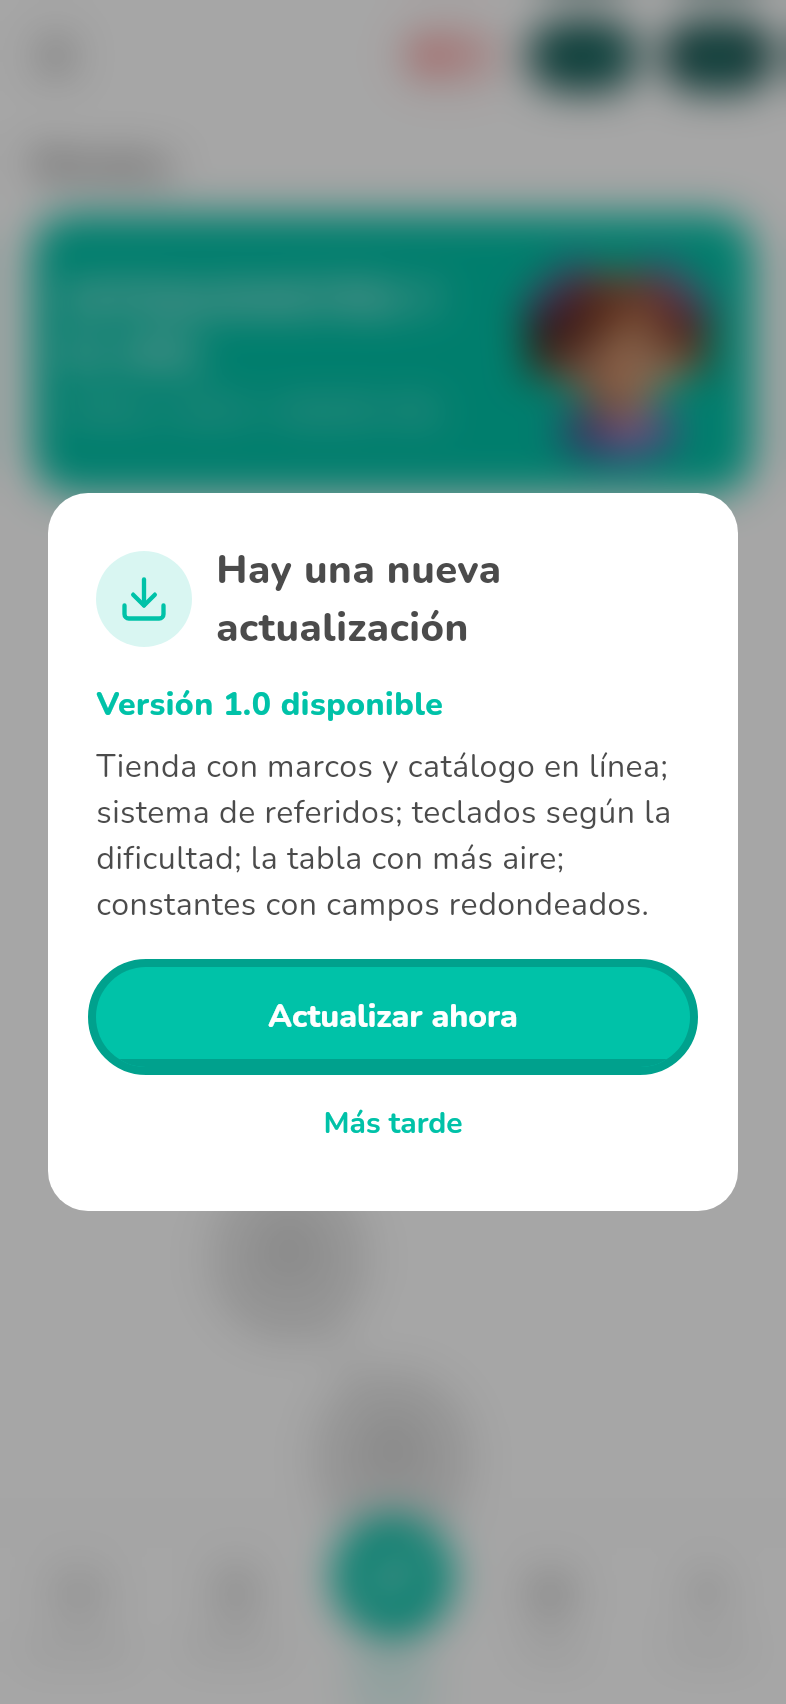 Hay una nueva
actualización
Versión 1.0 disponible
Tienda con marcos y catálogo en línea;
sistema de referidos; teclados según la
dificultad; la tabla con más aire;
constantes con campos redondeados.
Actualizar ahora
Más tarde